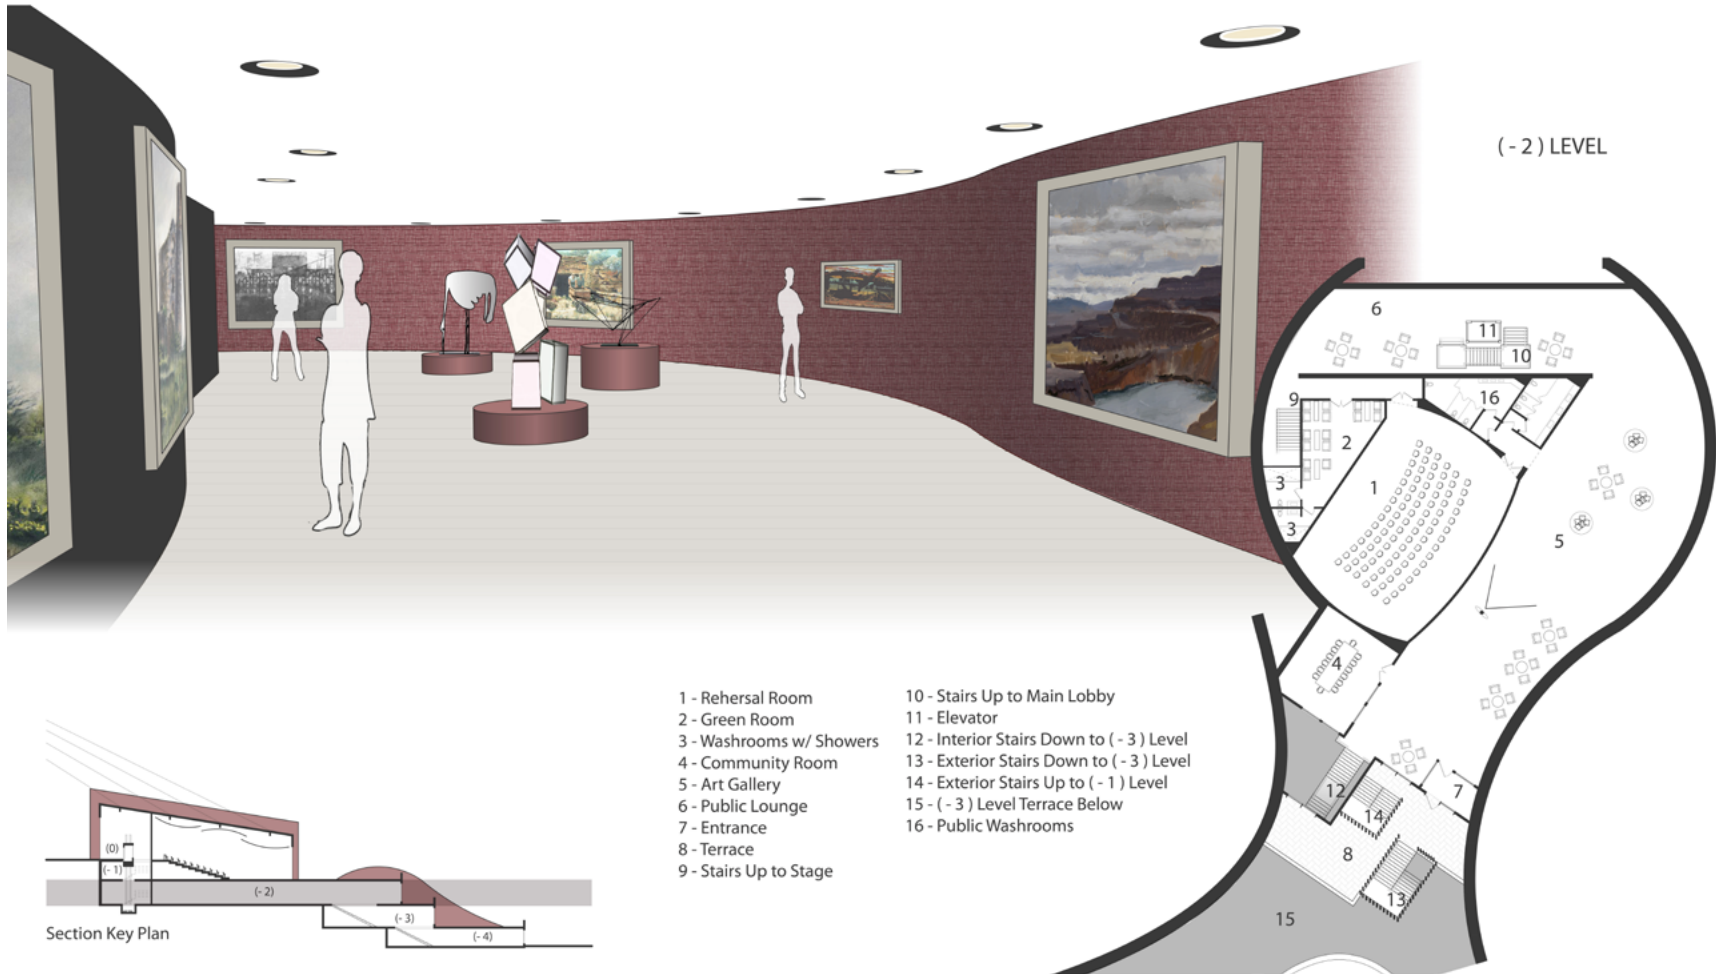 ( - 2 ) LEVEL
6
11
10
9
16
2
3
1
3
5
4
12
14
7
8
13
15
1 - Rehersal Room
2 - Green Room
3 - Washrooms w/ Showers
4 - Community Room
5 - Art Gallery
6 - Public Lounge
7 - Entrance
8 - Terrace
9 - Stairs Up to Stage
10 - Stairs Up to Main Lobby
11 - Elevator
12 - Interior Stairs Down to ( - 3 ) Level
13 - Exterior Stairs Down to ( - 3 ) Level
14 - Exterior Stairs Up to ( - 1 ) Level
15 - ( - 3 ) Level Terrace Below
16 - Public Washrooms
(0)
(- 1)
(- 2)
(- 3)
(- 4)
Section Key Plan